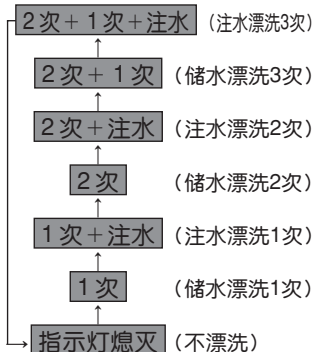 2次＋1次＋注水 (注水漂洗3次)
2次＋1次 (储水漂洗3次)
2次＋注水 (注水漂洗2次)
2次 (储水漂洗2次)
1次＋注水 (注水漂洗1次)
1次 (储水漂洗1次)
指示灯熄灭 (不漂洗)